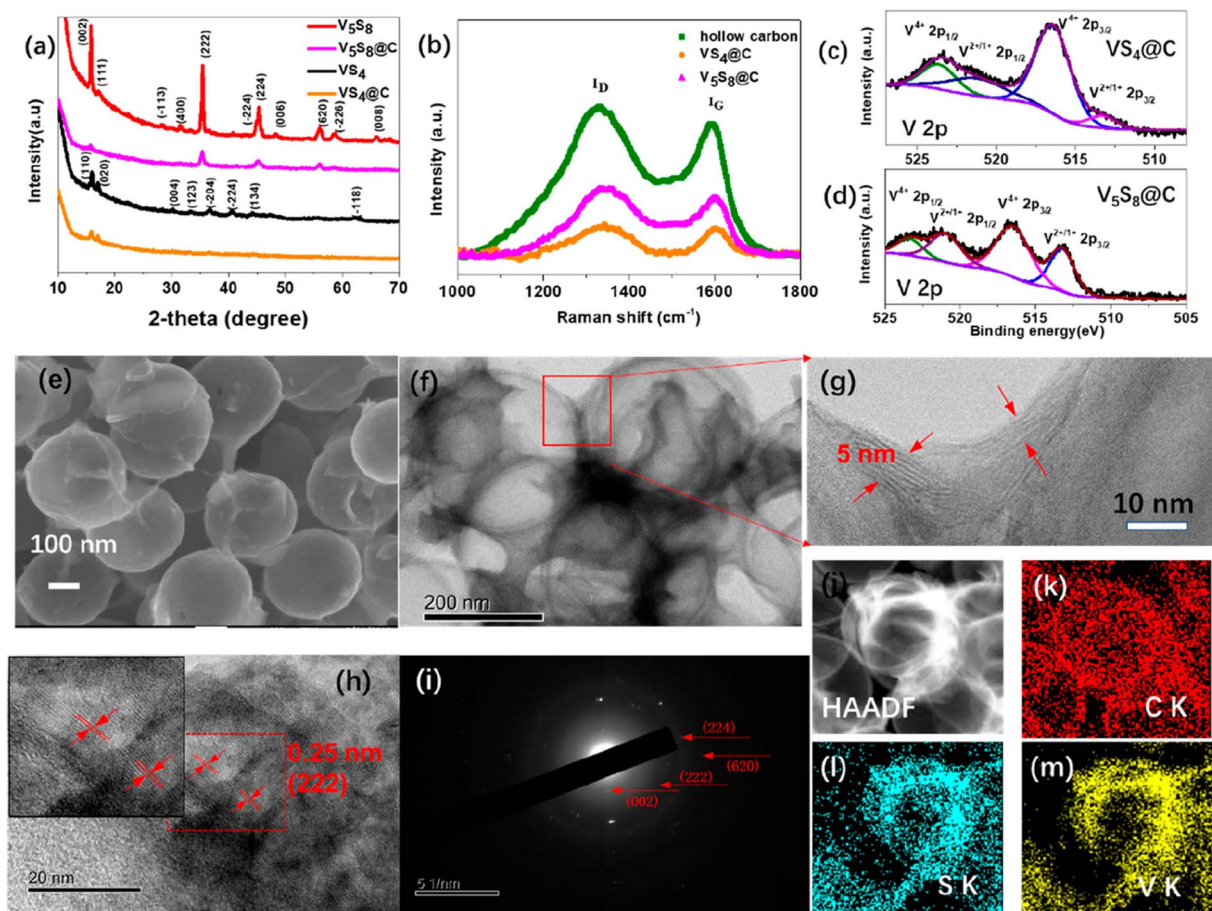 (a)
V₅S₈
V₅S₈@C
VS₄
VS₄@C
(002)
(111)
(-113)
(400)
(222)
(-224)
(224)
(006)
(620)
(-226)
(008)
(110)
(020)
(004)
(123)
(-204)
(-224)
(134)
(-118)
Intensity(a.u)
10 20 30 40 50 60 70
2-theta (degree)
(b)
hollow carbon
VS₄@C
V₅S₈@C
I_D
I_G
Intensity (a.u.)
1000 1200 1400 1600 1800
Raman shift (cm⁻¹)
(c)
V⁴⁺ 2p₁/₂
V²⁺/¹⁺ 2p₁/₂
V⁴⁺ 2p₃/₂
VS₄@C
V²⁺/¹⁺ 2p₃/₂
V 2p
Intensity (a.u.)
525 520 515 510
(d)
V₅S₈@C
V⁴⁺ 2p₁/₂
V²⁺/¹⁺ 2p₁/₂
V⁴⁺ 2p₃/₂
V²⁺/¹⁺ 2p₃/₂
V 2p
Intensity (a.u.)
525 520 515 510 505
Binding energy(eV)
(e)
100 nm
(f)
200 nm
(g)
5 nm
10 nm
(h)
0.25 nm
(222)
20 nm
(i)
(224)
(620)
(222)
(002)
5 1/nm
(j)
HAADF
(k)
C K
(l)
S K
(m)
V K